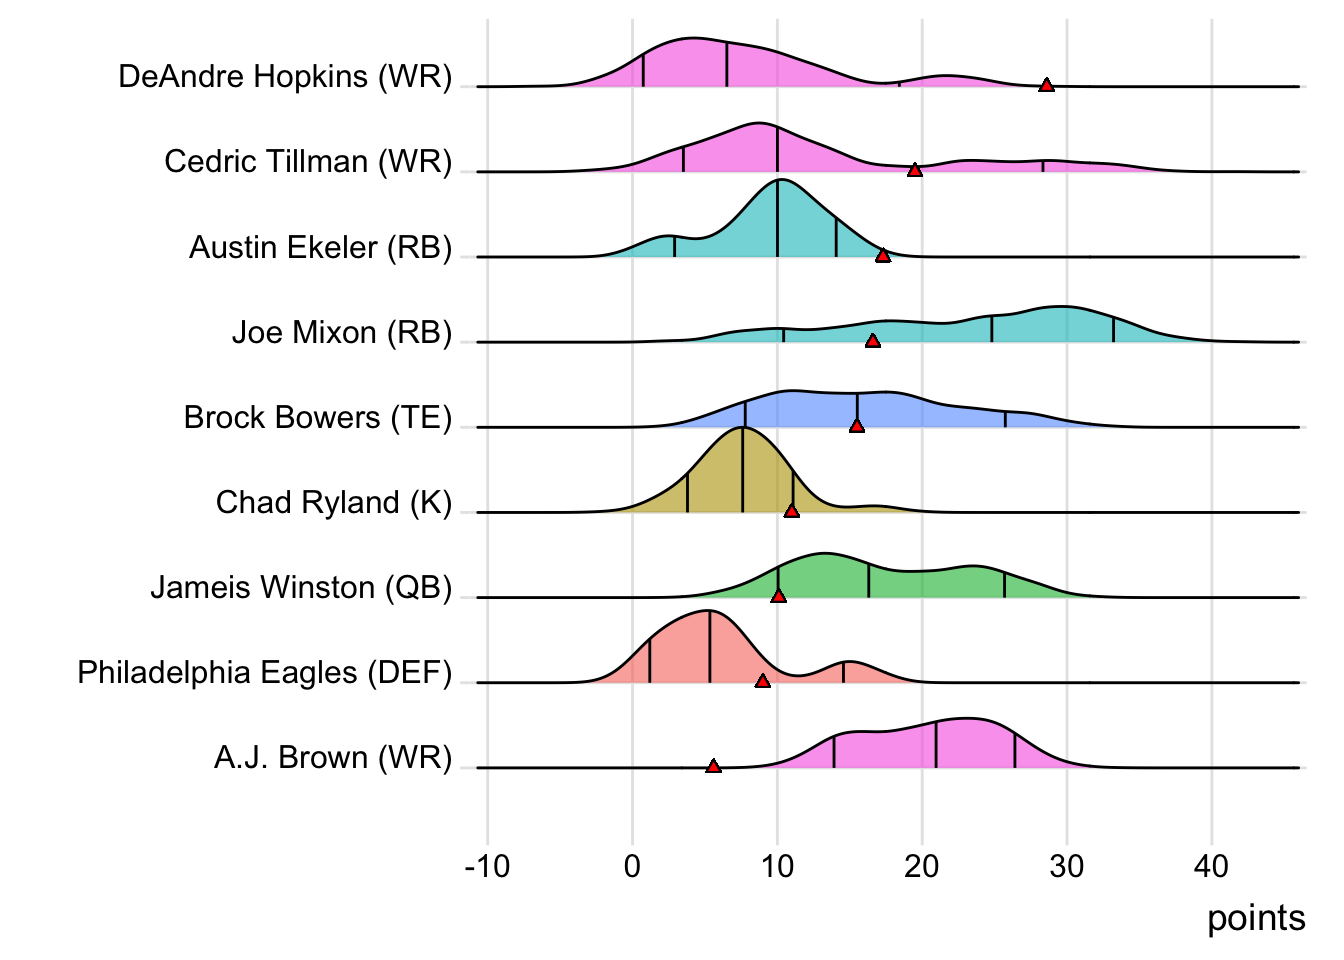 DeAndre Hopkins (WR)
Cedric Tillman (WR)
Austin Ekeler (RB)
Joe Mixon (RB)
Brock Bowers (TE)
Chad Ryland (K)
Jameis Winston (QB)
Philadelphia Eagles (DEF)
A.J. Brown (WR)
-10 0 10 20 30 40
points